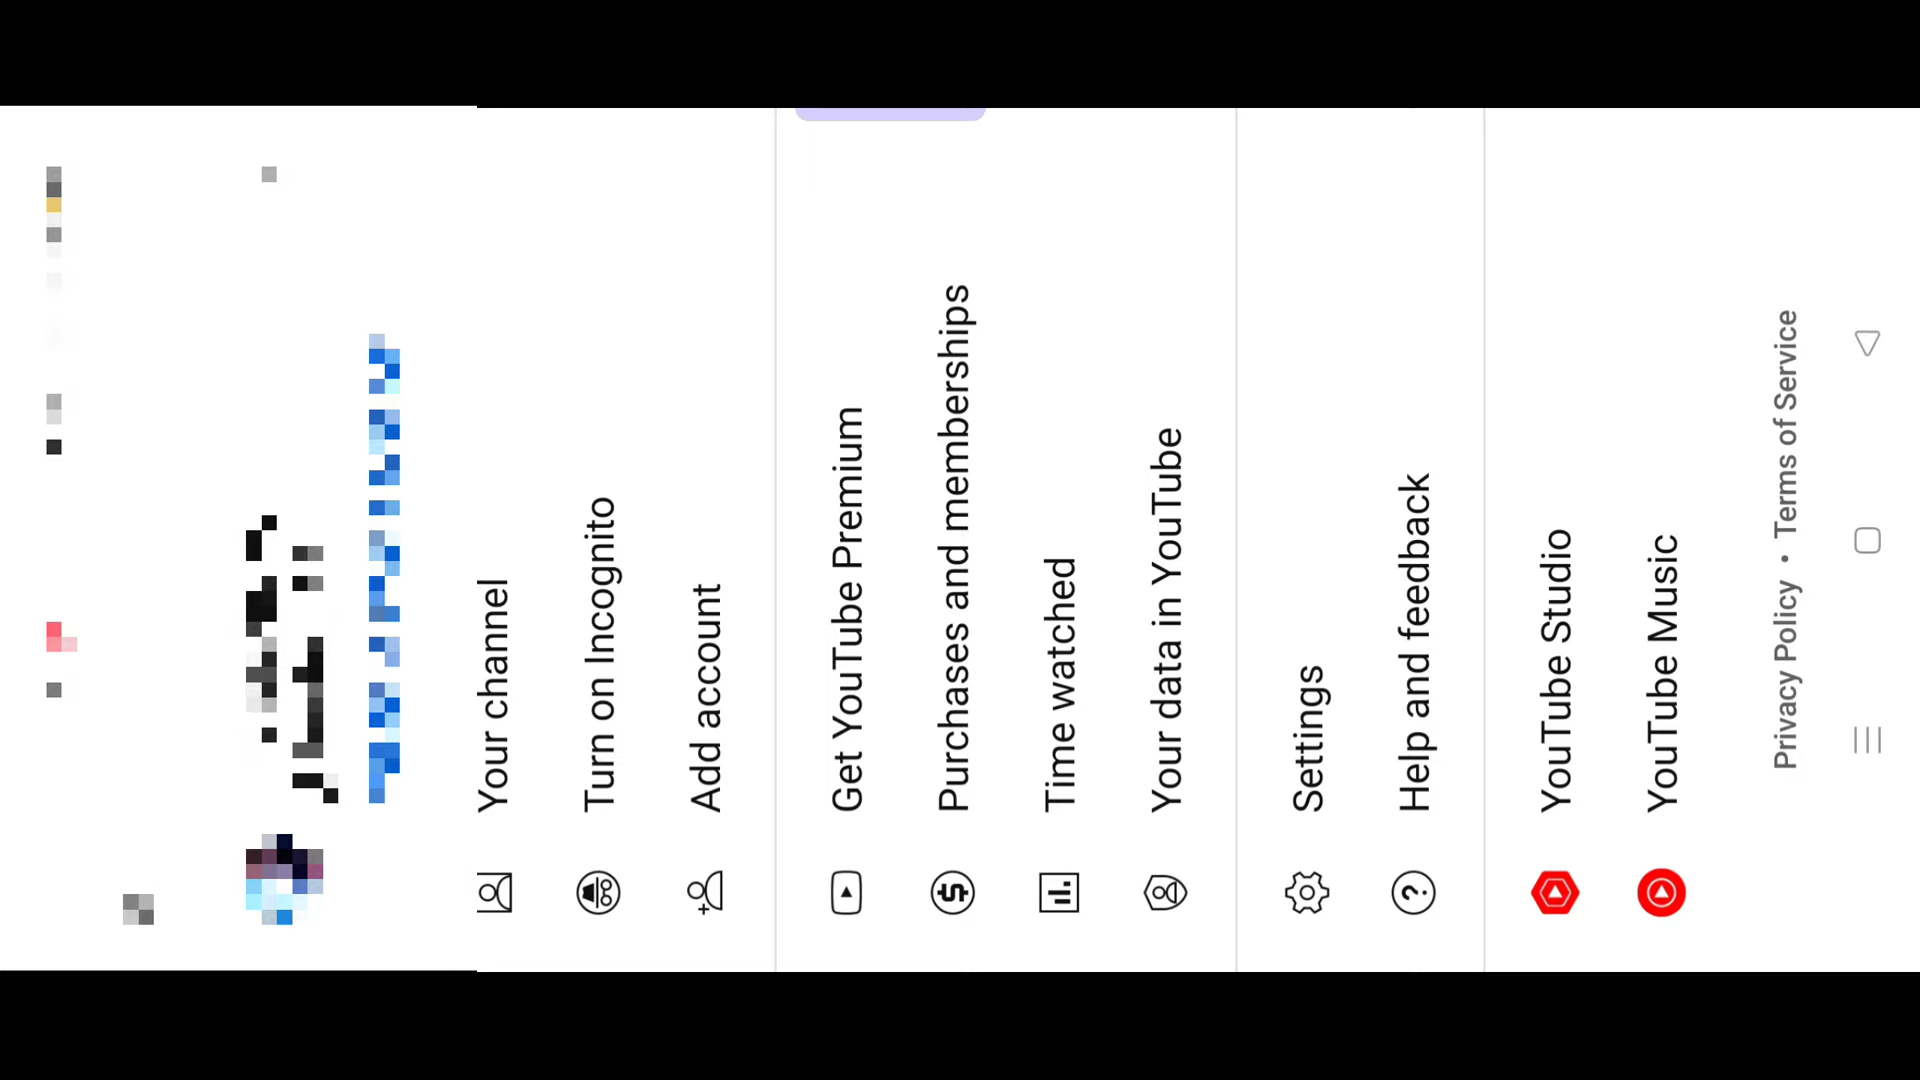 Your channel
Turn on Incognito
Add account
Get YouTube Premium
Purchases and memberships
Time watched
Your data in YouTube
Settings
Help and feedback
YouTube Studio
YouTube Music
Privacy Policy • Terms of Service